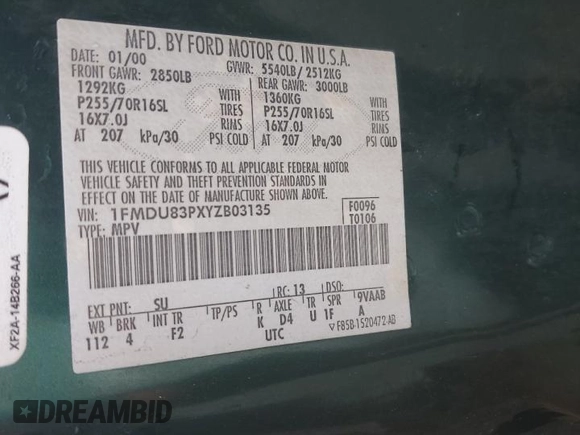 MFD. BY FORD MOTOR CO. IN U.S.A.
DATE: 01/00 GVWR: 5540LB/ 2512KG
FRONT GAWR: 2850LB REAR GAWR: 3000LB
1292KG WITH 1360KG WITH
P255/70R16SL TIRES P255/70R16SL TIRES
16X7.0J RIMS 16X7.0J RIMS
AT 207 kPa/30 PSI COLD AT 207 kPa/30 PSI COLD
THIS VEHICLE CONFORMS TO ALL APPLICABLE FEDERAL MOTOR
VEHICLE SAFETY AND THEFT PREVENTION STANDARDS IN
EFFECT ON THE DATE OF MANUFACTURE SHOWN ABOVE.
VIN: 1FMDU83PXYZB03135 F0096
TYPE: MPV T0106
EXT PNT: SU RC: 13 DSO:
WB BRK INT TR TP/PS R AXLE TR SPR 9VAAB
112 4 F2 K D4 U 1F A
UTC F85B-1520472-AB
XF2A-14B266-AA
DREAMBID